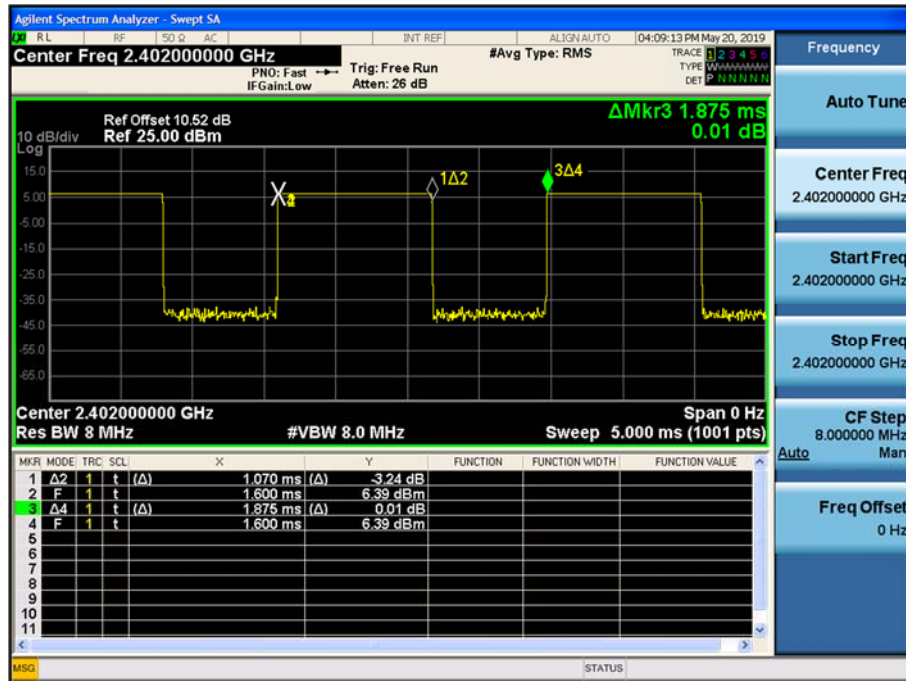 Agilent Spectrum Analyzer - Swept SA
LXI RL RF 50 Ω AC INT REF ALIGN AUTO 04:09:13 PM May 20, 2019
Center Freq 2.402000000 GHz
PNO: Fast
IFGain:Low
Trig: Free Run
Atten: 26 dB
#Avg Type: RMS
TRACE 1 2 3 4 5 6
TYPE WWWWWW
DET P N N N N N
Ref Offset 10.52 dB
10 dB/div Ref 25.00 dBm
Log
ΔMkr3 1.875 ms
0.01 dB
15.0
5.00
-5.00
-15.0
-25.0
-35.0
-45.0
-55.0
-65.0
X
2
1Δ2
3Δ4
Center 2.402000000 GHz Span 0 Hz
Res BW 8 MHz #VBW 8.0 MHz Sweep 5.000 ms (1001 pts)
MKR MODE TRC SCL X Y FUNCTION FUNCTION WIDTH FUNCTION VALUE
1 Δ2 1 t (Δ) 1.070 ms (Δ) -3.24 dB
2 F 1 t 1.600 ms 6.39 dBm
3 Δ4 1 t (Δ) 1.875 ms (Δ) 0.01 dB
4 F 1 t 1.600 ms 6.39 dBm
5
6
7
8
9
10
11
MSG STATUS
Frequency
Auto Tune
Center Freq
2.402000000 GHz
Start Freq
2.402000000 GHz
Stop Freq
2.402000000 GHz
CF Step
8.000000 MHz
Auto Man
Freq Offset
0 Hz